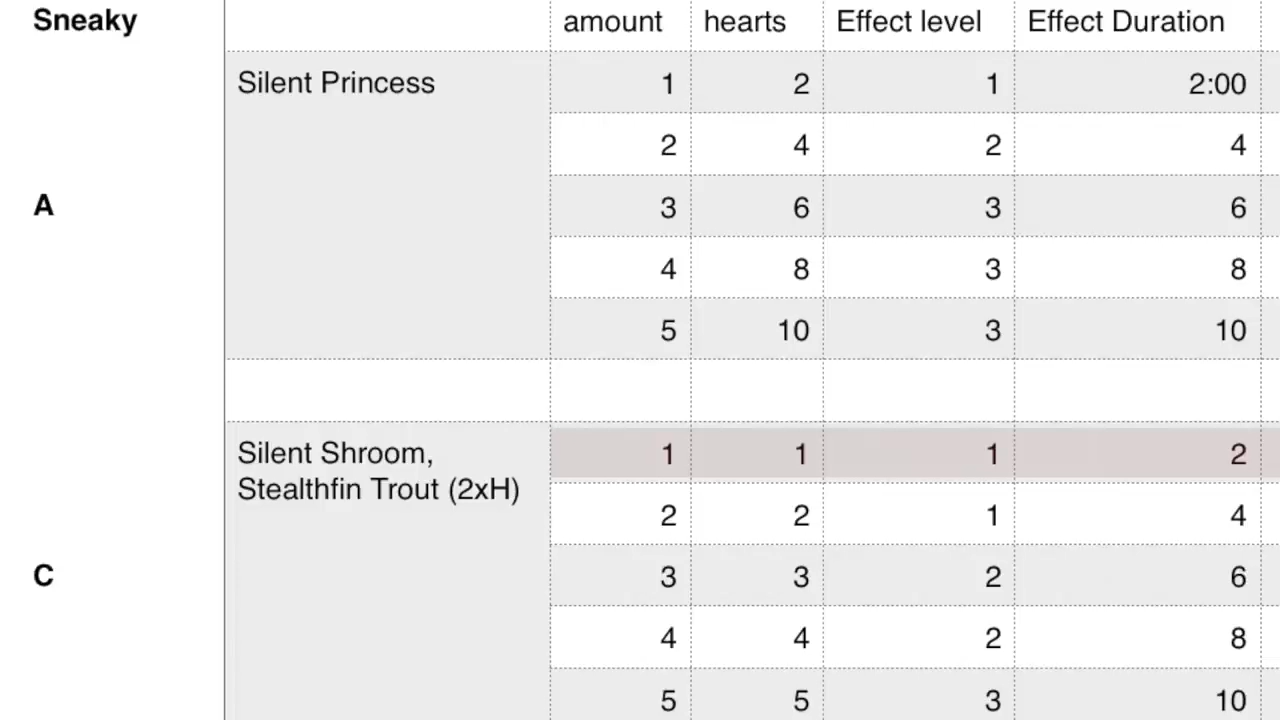 Sneaky amount hearts Effect level Effect Duration
Silent Princess 1 2 1 2:00
2 4 2 4
A 3 6 3 6
4 8 3 8
5 10 3 10
Silent Shroom, 1 1 1 2
Stealthfin Trout (2xH)
2 2 1 4
C 3 3 2 6
4 4 2 8
5 5 3 10